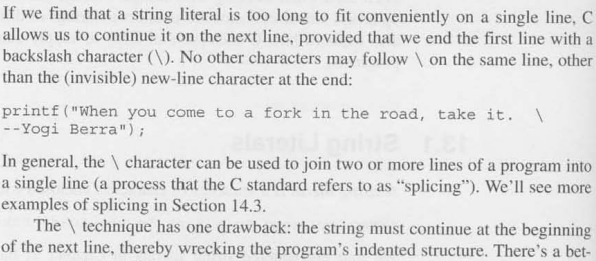 If we find that a string literal is too long to fit conveniently on a single line, C
allows us to continue it on the next line, provided that we end the first line with a
backslash character (\). No other characters may follow \ on the same line, other
than the (invisible) new-line character at the end:
printf("When you come to a fork in the road, take it.  \
--Yogi Berra");
In general, the \ character can be used to join two or more lines of a program into
a single line (a process that the C standard refers to as “splicing”). We'll see more
examples of splicing in Section 14.3.
The \ technique has one drawback: the string must continue at the beginning
of the next line, thereby wrecking the program's indented structure. There's a bet-